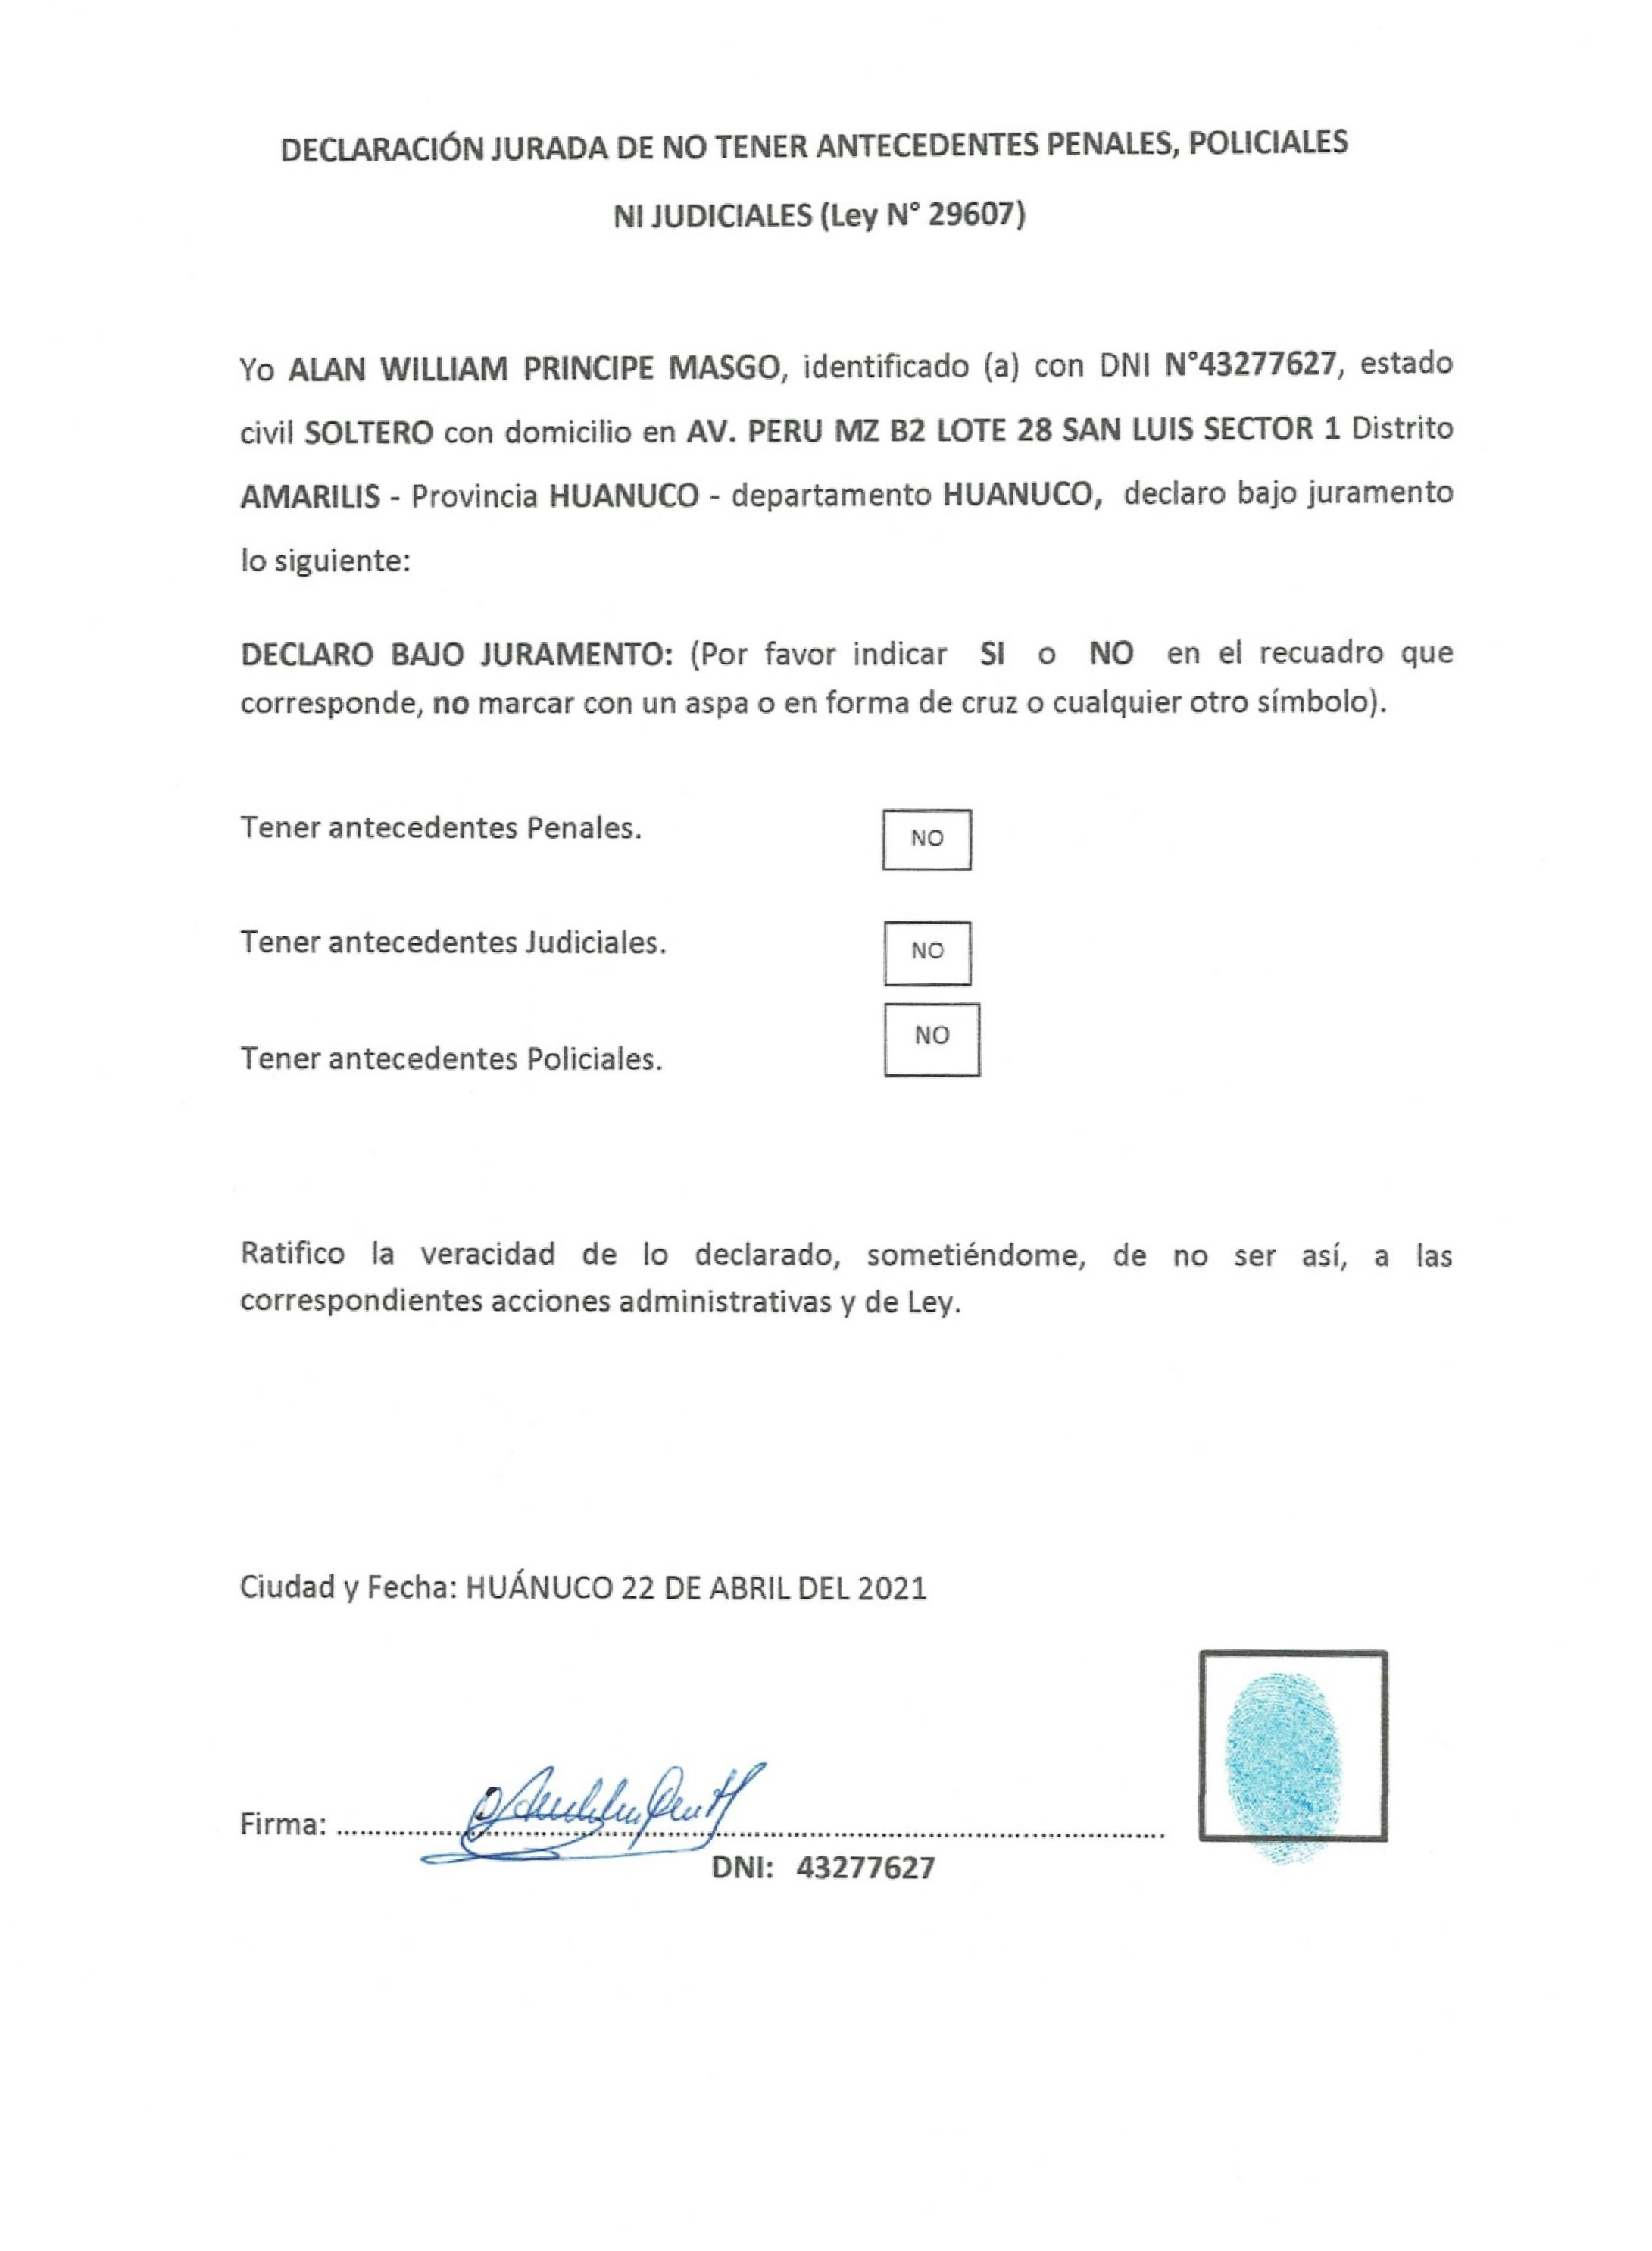 DECLARACIÓN JURADA DE NO TENER ANTECEDENTES PENALES, POLICIALES
NI JUDICIALES (Ley N° 29607)
Yo ALAN WILLIAM PRINCIPE MASGO, identificado (a) con DNI N°43277627, estado
civil SOLTERO con domicilio en AV. PERU MZ B2 LOTE 28 SAN LUIS SECTOR 1 Distrito
AMARILIS - Provincia HUANUCO - departamento HUANUCO, declaro bajo juramento
lo siguiente:
DECLARO BAJO JURAMENTO: (Por favor indicar SI o NO en el recuadro que
corresponde, no marcar con un aspa o en forma de cruz o cualquier otro símbolo).
Tener antecedentes Penales. NO
Tener antecedentes Judiciales. NO
Tener antecedentes Policiales. NO
Ratifico la veracidad de lo declarado, sometiéndome, de no ser así, a las
correspondientes acciones administrativas y de Ley.
Ciudad y Fecha: HUÁNUCO 22 DE ABRIL DEL 2021
Firma: ........................................................
DNI: 43277627